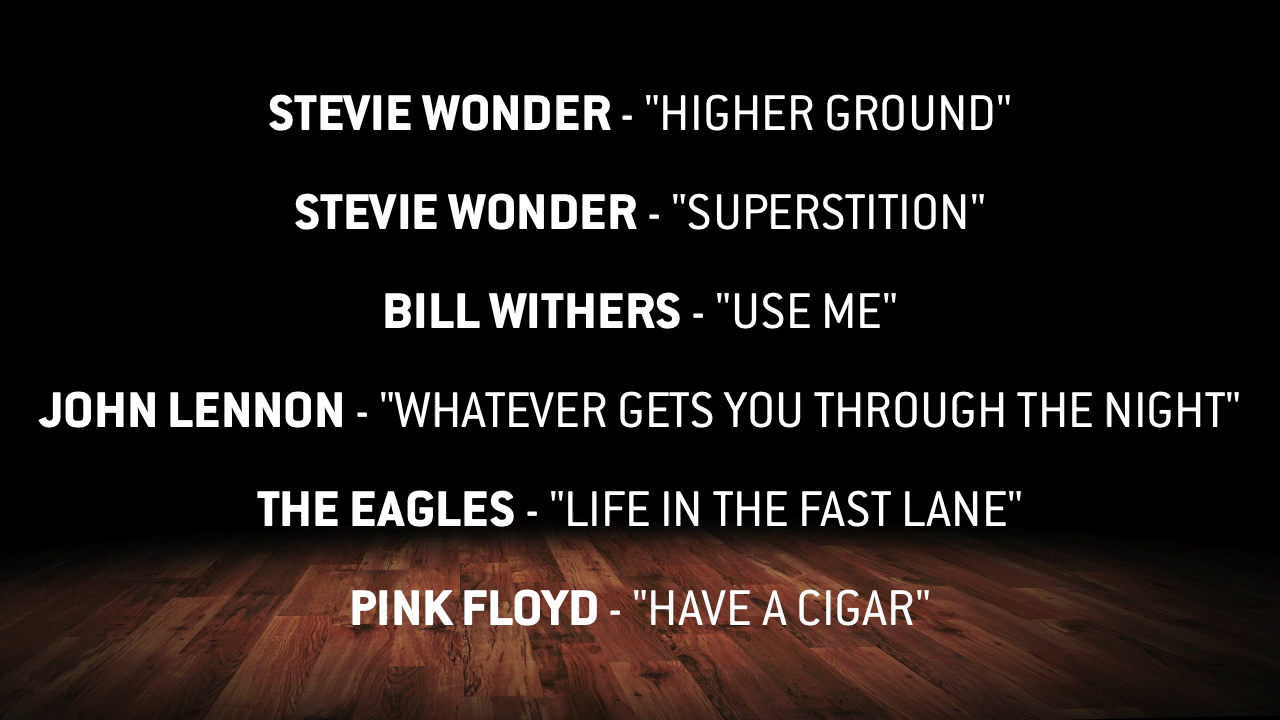 STEVIE WONDER - "HIGHER GROUND"
STEVIE WONDER - "SUPERSTITION"
BILL WITHERS - "USE ME"
JOHN LENNON - "WHATEVER GETS YOU THROUGH THE NIGHT"
THE EAGLES - "LIFE IN THE FAST LANE"
PINK FLOYD - "HAVE A CIGAR"